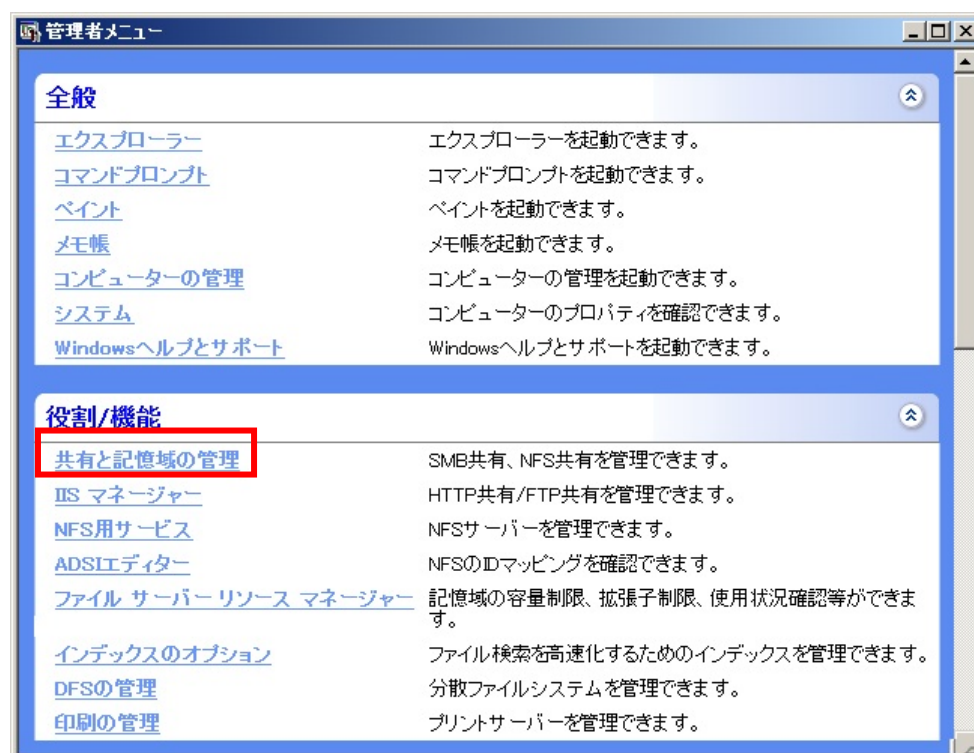 管理者メニュー
全般
エクスプローラー エクスプローラーを起動できます。
コマンドプロンプト コマンドプロンプトを起動できます。
ペイント ペイントを起動できます。
メモ帳 メモ帳を起動できます。
コンピューターの管理 コンピューターの管理を起動できます。
システム コンピューターのプロパティを確認できます。
Windowsヘルプとサポート Windowsヘルプとサポートを起動できます。
役割/機能
共有と記憶域の管理 SMB共有、NFS共有を管理できます。
IIS マネージャー HTTP共有/FTP共有を管理できます。
NFS用サービス NFSサーバーを管理できます。
ADSIエディター NFSのIDマッピングを確認できます。
ファイル サーバー リソース マネージャー 記憶域の容量制限、拡張子制限、使用状況確認等ができま
す。
インデックスのオプション ファイル検索を高速化するためのインデックスを管理できます。
DFSの管理 分散ファイルシステムを管理できます。
印刷の管理 プリントサーバーを管理できます。